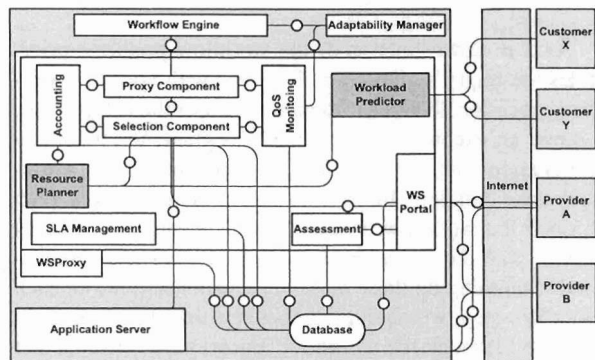 Workflow Engine
Adaptability Manager
Customer
X
Accounting
Proxy Component
QoS
Monitoing
Workload
Predictor
Selection Component
Customer
Y
Resource
Planner
WS
Portal
Internet
Provider
A
SLA Management
Assessment
WSProxy
Provider
B
Application Server
Database